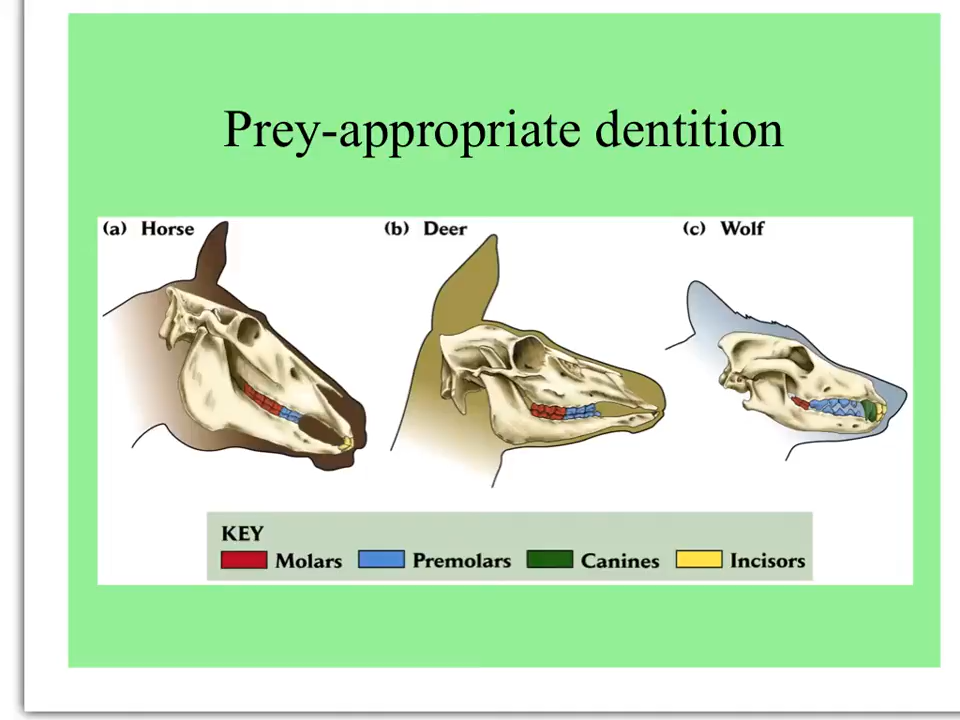 Prey-appropriate dentition
(a) Horse
(b) Deer
(c) Wolf
KEY
Molars
Premolars
Canines
Incisors